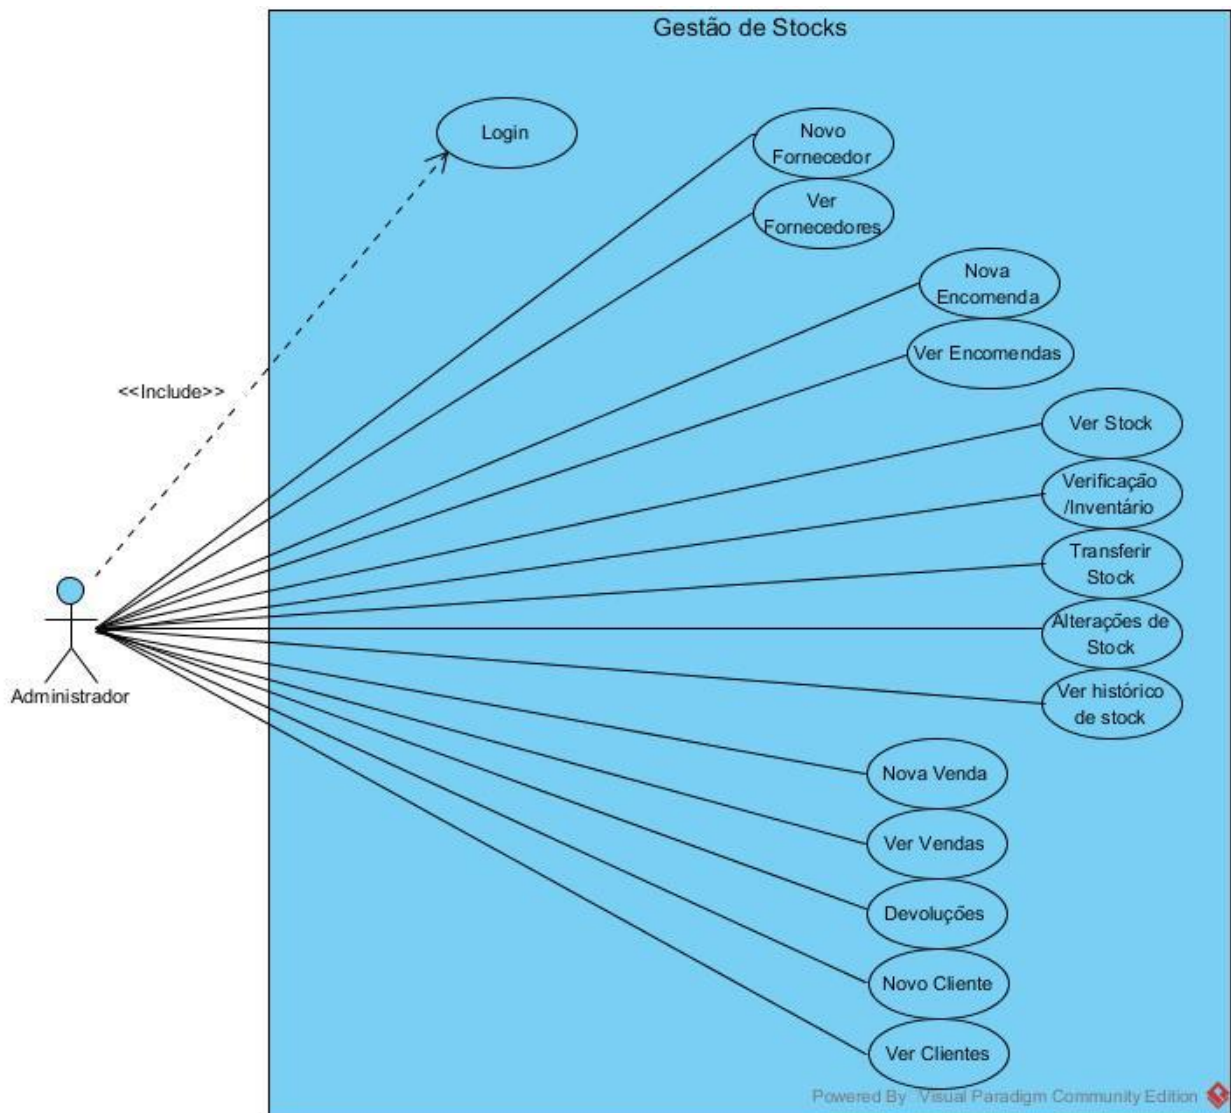 Gestão de Stocks
Login
Novo
Fornecedor
Ver
Fornecedores
Nova
Encomenda
Ver Encomendas
<<Include>>
Ver Stock
Verificação
/Inventário
Transferir
Stock
Alterações de
Stock
Administrador
Ver histórico
de stock
Nova Venda
Ver Vendas
Devoluções
Novo Cliente
Ver Clientes
Powered By Visual Paradigm Community Edition